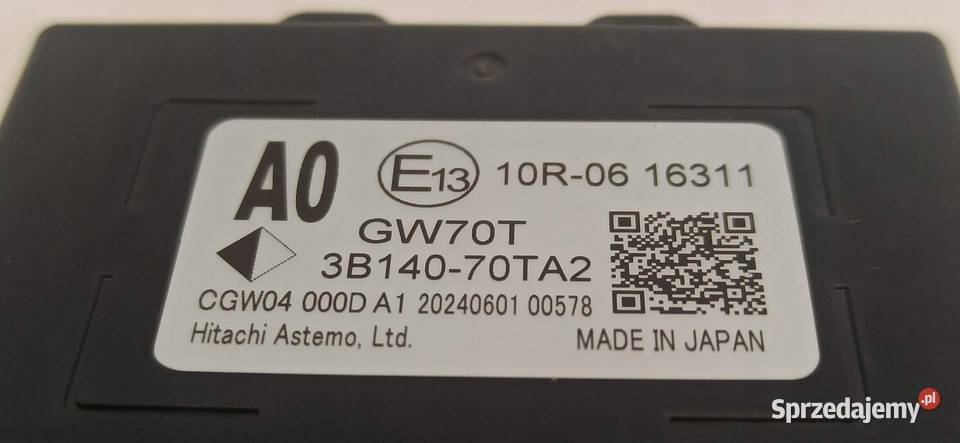 A0 E13 10R-06 16311
GW70T
3B140-70TA2
CGW04 000D A1 20240601 00578
Hitachi Astemo, Ltd. MADE IN JAPAN
Sprzedajemy.pl